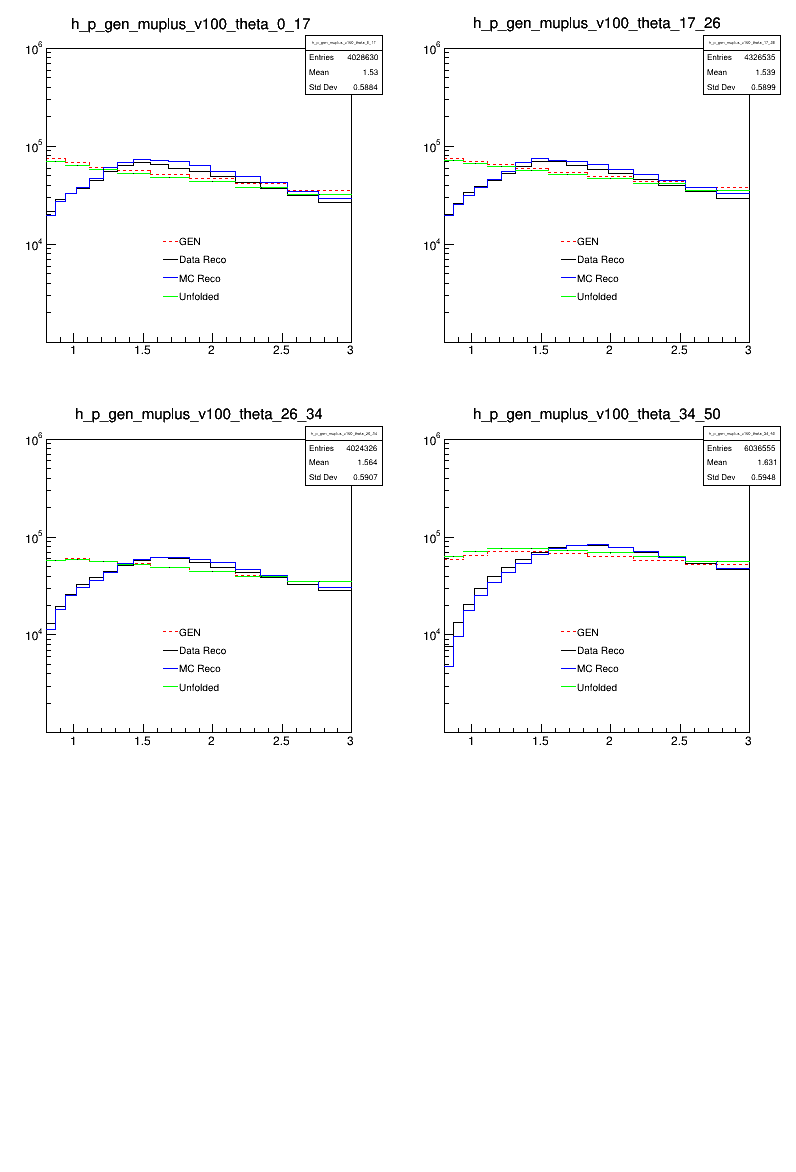 h_p_gen_muplus_v100_theta_0_17
h_p_gen_muplus_v100_theta_0_17
Entries 4028630
Mean 1.53
Std Dev 0.5884
10^6
10^5
10^4
GEN
Data Reco
MC Reco
Unfolded
1 1.5 2 2.5 3
h_p_gen_muplus_v100_theta_17_26
h_p_gen_muplus_v100_theta_17_26
Entries 4326535
Mean 1.539
Std Dev 0.5899
10^6
10^5
10^4
GEN
Data Reco
MC Reco
Unfolded
1 1.5 2 2.5 3
h_p_gen_muplus_v100_theta_26_34
h_p_gen_muplus_v100_theta_26_34
Entries 4024326
Mean 1.564
Std Dev 0.5907
10^6
10^5
10^4
GEN
Data Reco
MC Reco
Unfolded
1 1.5 2 2.5 3
h_p_gen_muplus_v100_theta_34_50
h_p_gen_muplus_v100_theta_34_50
Entries 6036555
Mean 1.631
Std Dev 0.5948
10^6
10^5
10^4
GEN
Data Reco
MC Reco
Unfolded
1 1.5 2 2.5 3